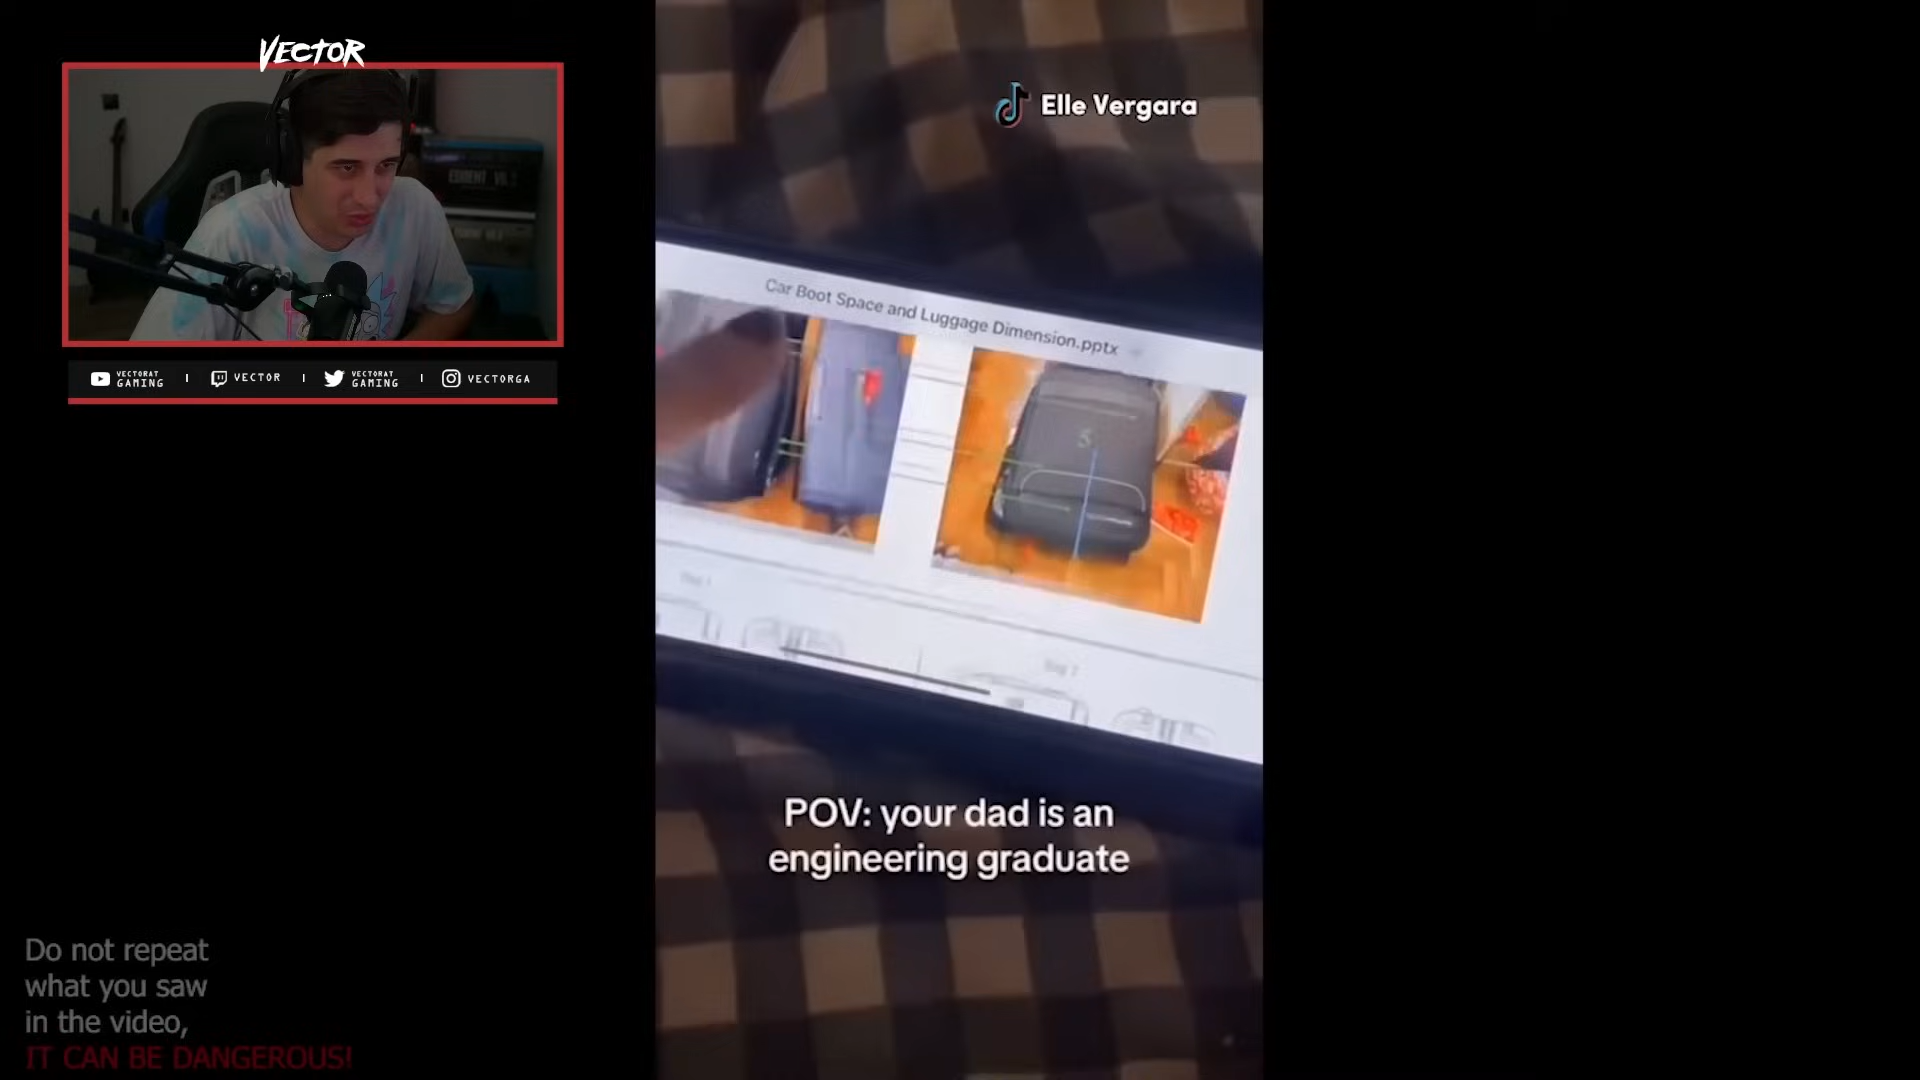 VECTOR
VECTORAT
GAMING
VECTOR
VECTORAT
GAMING
VECTORGA
Elle Vergara
Car Boot Space and Luggage Dimension.pptx
5
POV: your dad is an
engineering graduate
Do not repeat
what you saw
in the video,
IT CAN BE DANGEROUS!